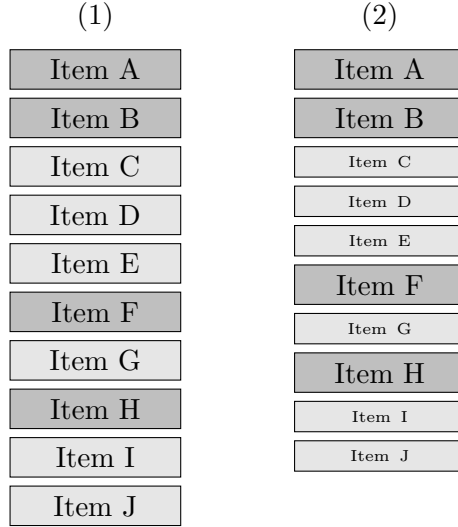 (1)
Item A
Item B
Item C
Item D
Item E
Item F
Item G
Item H
Item I
Item J
(2)
Item A
Item B
Item C
Item D
Item E
Item F
Item G
Item H
Item I
Item J